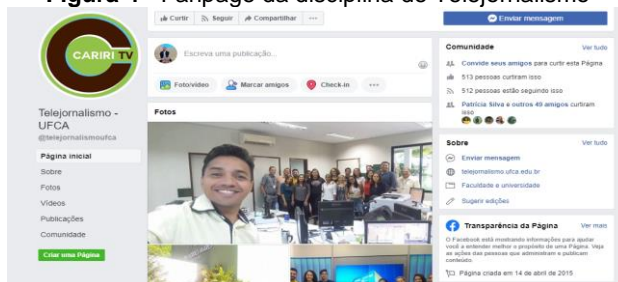 Figura 4 - Fanpage da disciplina de Telejornalismo
Curtir Seguir Compartilhar ...
Enviar mensagem
CARIRI TV
Escreva uma publicação...
Foto/vídeo Marcar amigos Check-in ...
Telejornalismo -
UFCA
@telejornalismoufca
Página inicial
Sobre
Fotos
Vídeos
Publicações
Comunidade
Criar uma Página
Fotos
Comunidade Ver tudo
Convide seus amigos para curtir esta Página
513 pessoas curtiram isso
512 pessoas estão seguindo isso
Patrícia Silva e outros 49 amigos curtiram
isso
Sobre Ver tudo
Enviar mensagem
telejornalismo.ufca.edu.br
Faculdade e universidade
Sugerir edições
Transparência da Página Ver mais
O Facebook está mostrando informações para ajudar
você a entender melhor o propósito de uma Página. Veja
as ações das pessoas que administram e publicam
conteúdo.
Página criada em 14 de abril de 2015